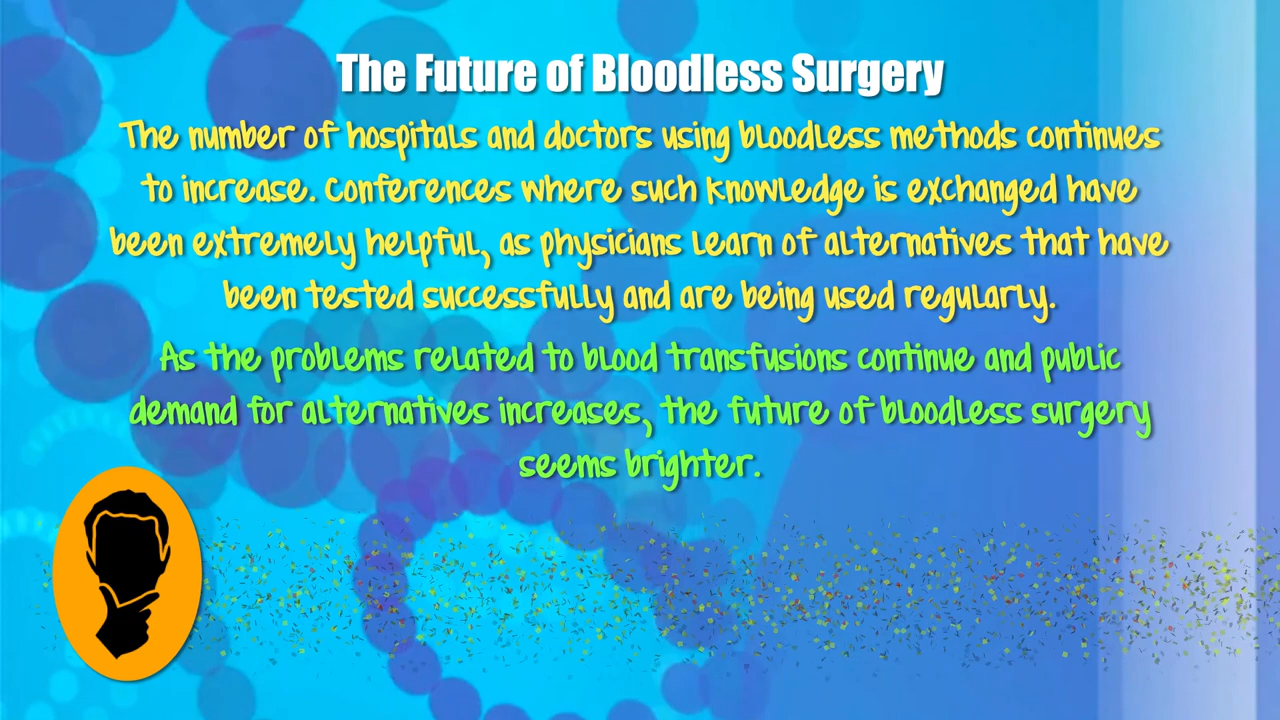 The Future of Bloodless Surgery
The number of hospitals and doctors using bloodless methods continues
to increase. Conferences where such knowledge is exchanged have
been extremely helpful, as physicians learn of alternatives that have
been tested successfully and are being used regularly.
As the problems related to blood transfusions continue and public
demand for alternatives increases, the future of bloodless surgery
seems brighter.